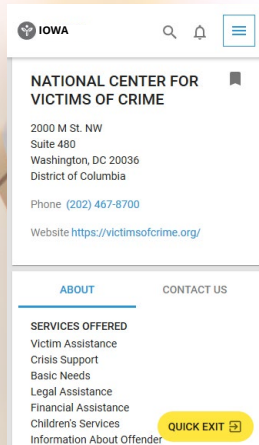 IOWA
NATIONAL CENTER FOR
VICTIMS OF CRIME
2000 M St. NW
Suite 480
Washington, DC 20036
District of Columbia
Phone (202) 467-8700
Website https://victimsofcrime.org/
ABOUT CONTACT US
SERVICES OFFERED
Victim Assistance
Crisis Support
Basic Needs
Legal Assistance
Financial Assistance
Children's Services
Information About Offender
QUICK EXIT